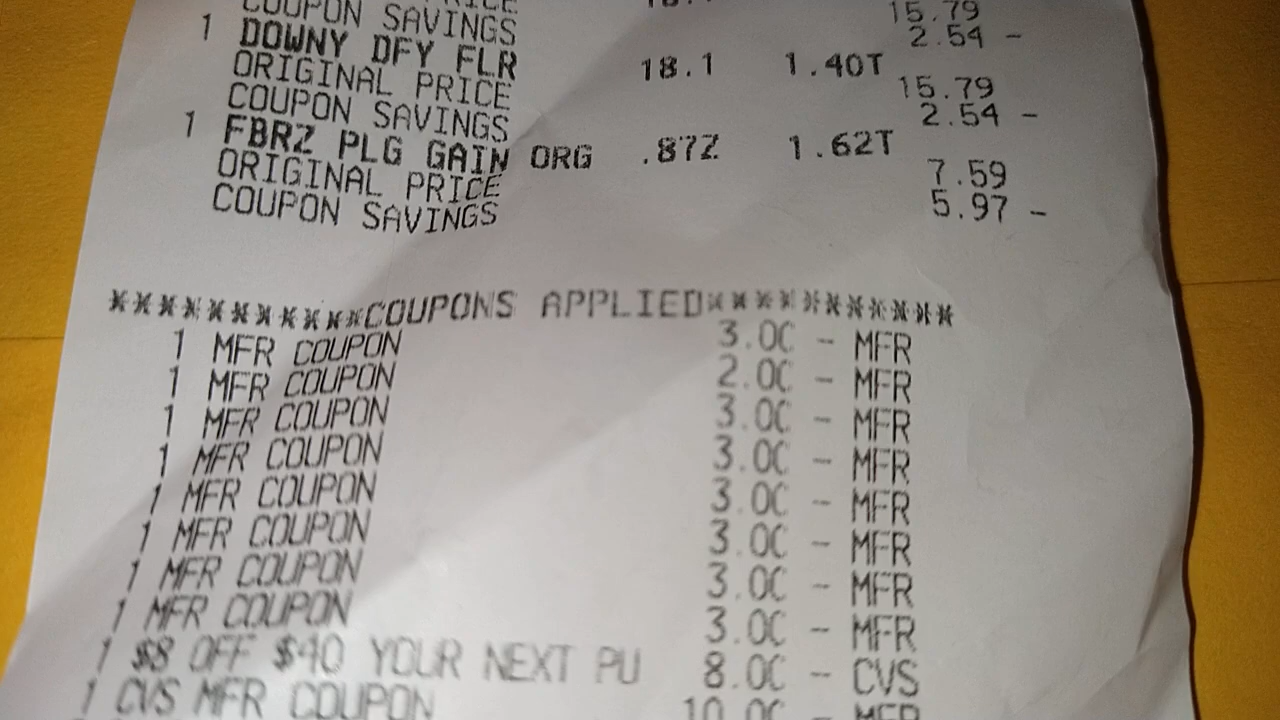 15.79
COUPON SAVINGS 2.54 -
1 DOWNY DFY FLR 18.1 1.40T
ORIGINAL PRICE 15.79
COUPON SAVINGS 2.54 -
1 FBRZ PLG GAIN ORG .87Z 1.62T
ORIGINAL PRICE 7.59
COUPON SAVINGS 5.97 -
***********COUPONS APPLIED***********
1 MFR COUPON 3.00 - MFR
1 MFR COUPON 2.00 - MFR
1 MFR COUPON 3.00 - MFR
1 MFR COUPON 3.00 - MFR
1 MFR COUPON 3.00 - MFR
1 MFR COUPON 3.00 - MFR
1 MFR COUPON 3.00 - MFR
1 MFR COUPON 3.00 - MFR
1 $8 OFF $40 YOUR NEXT PU 8.00 - CVS
1 CVS MFR COUPON 10.00 - MFR